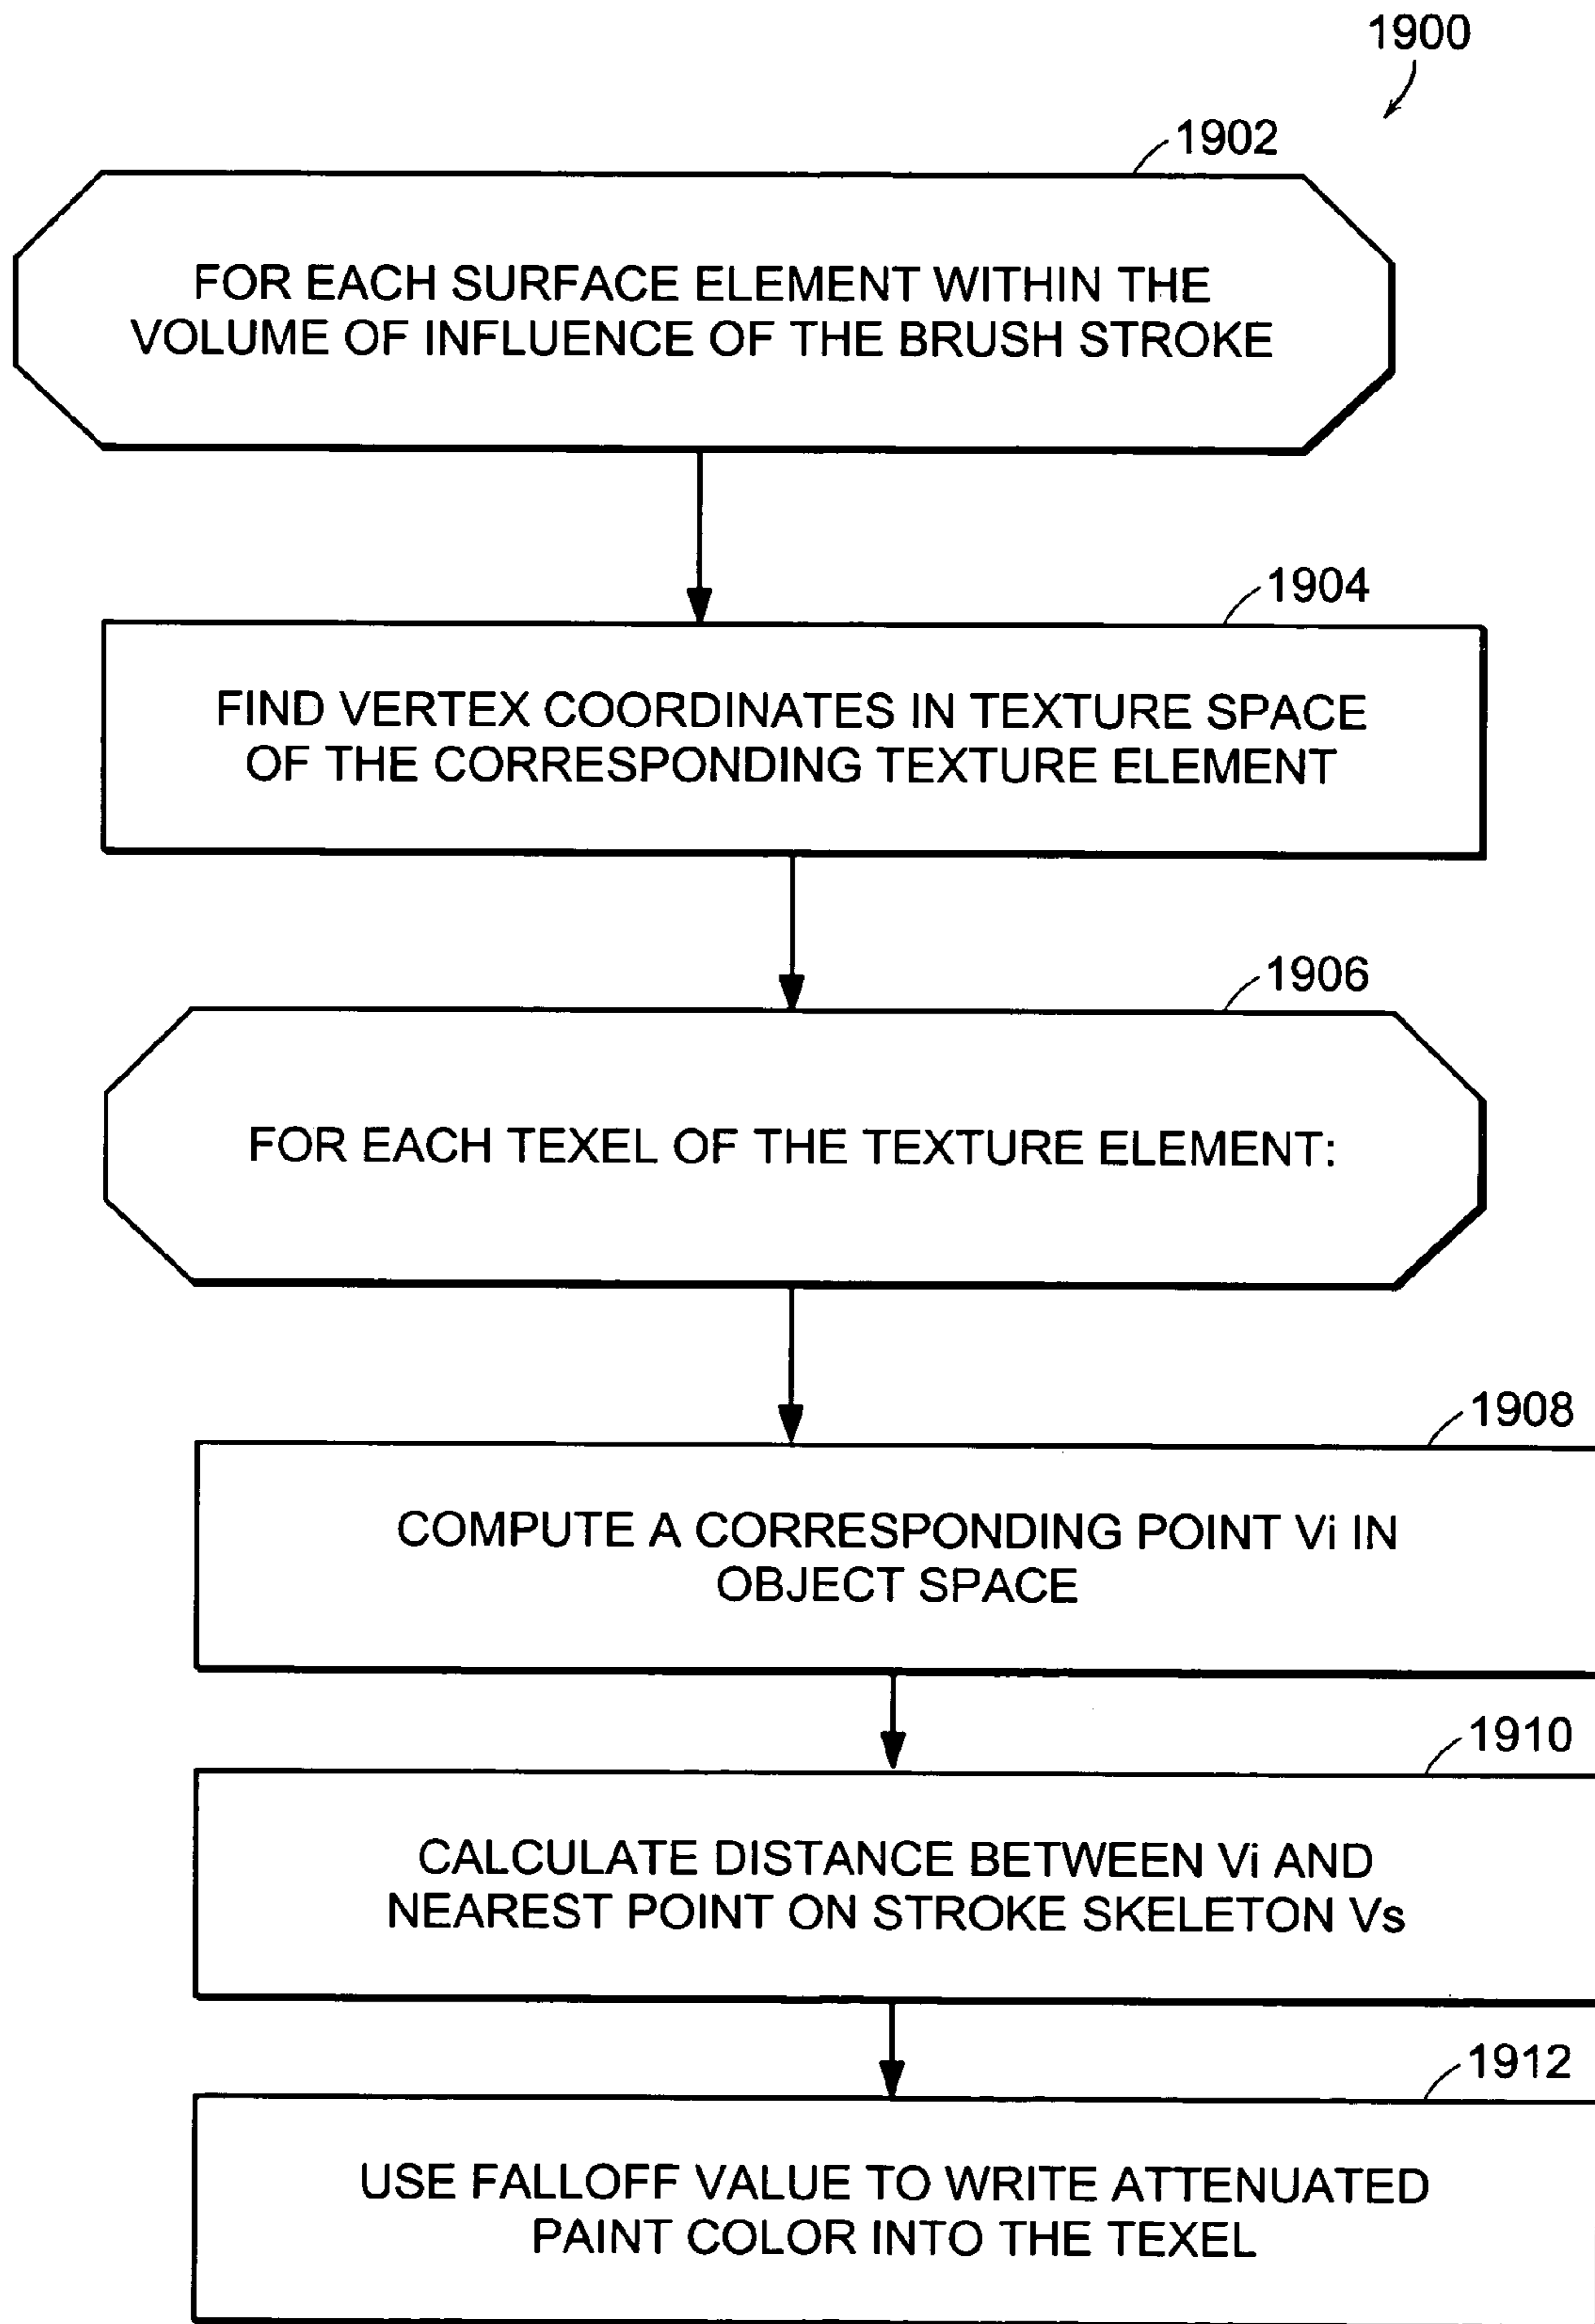 1900
1902
FOR EACH SURFACE ELEMENT WITHIN THE
VOLUME OF INFLUENCE OF THE BRUSH STROKE
1904
FIND VERTEX COORDINATES IN TEXTURE SPACE
OF THE CORRESPONDING TEXTURE ELEMENT
1906
FOR EACH TEXEL OF THE TEXTURE ELEMENT:
1908
COMPUTE A CORRESPONDING POINT Vi IN
OBJECT SPACE
1910
CALCULATE DISTANCE BETWEEN Vi AND
NEAREST POINT ON STROKE SKELETON Vs
1912
USE FALLOFF VALUE TO WRITE ATTENUATED
PAINT COLOR INTO THE TEXEL